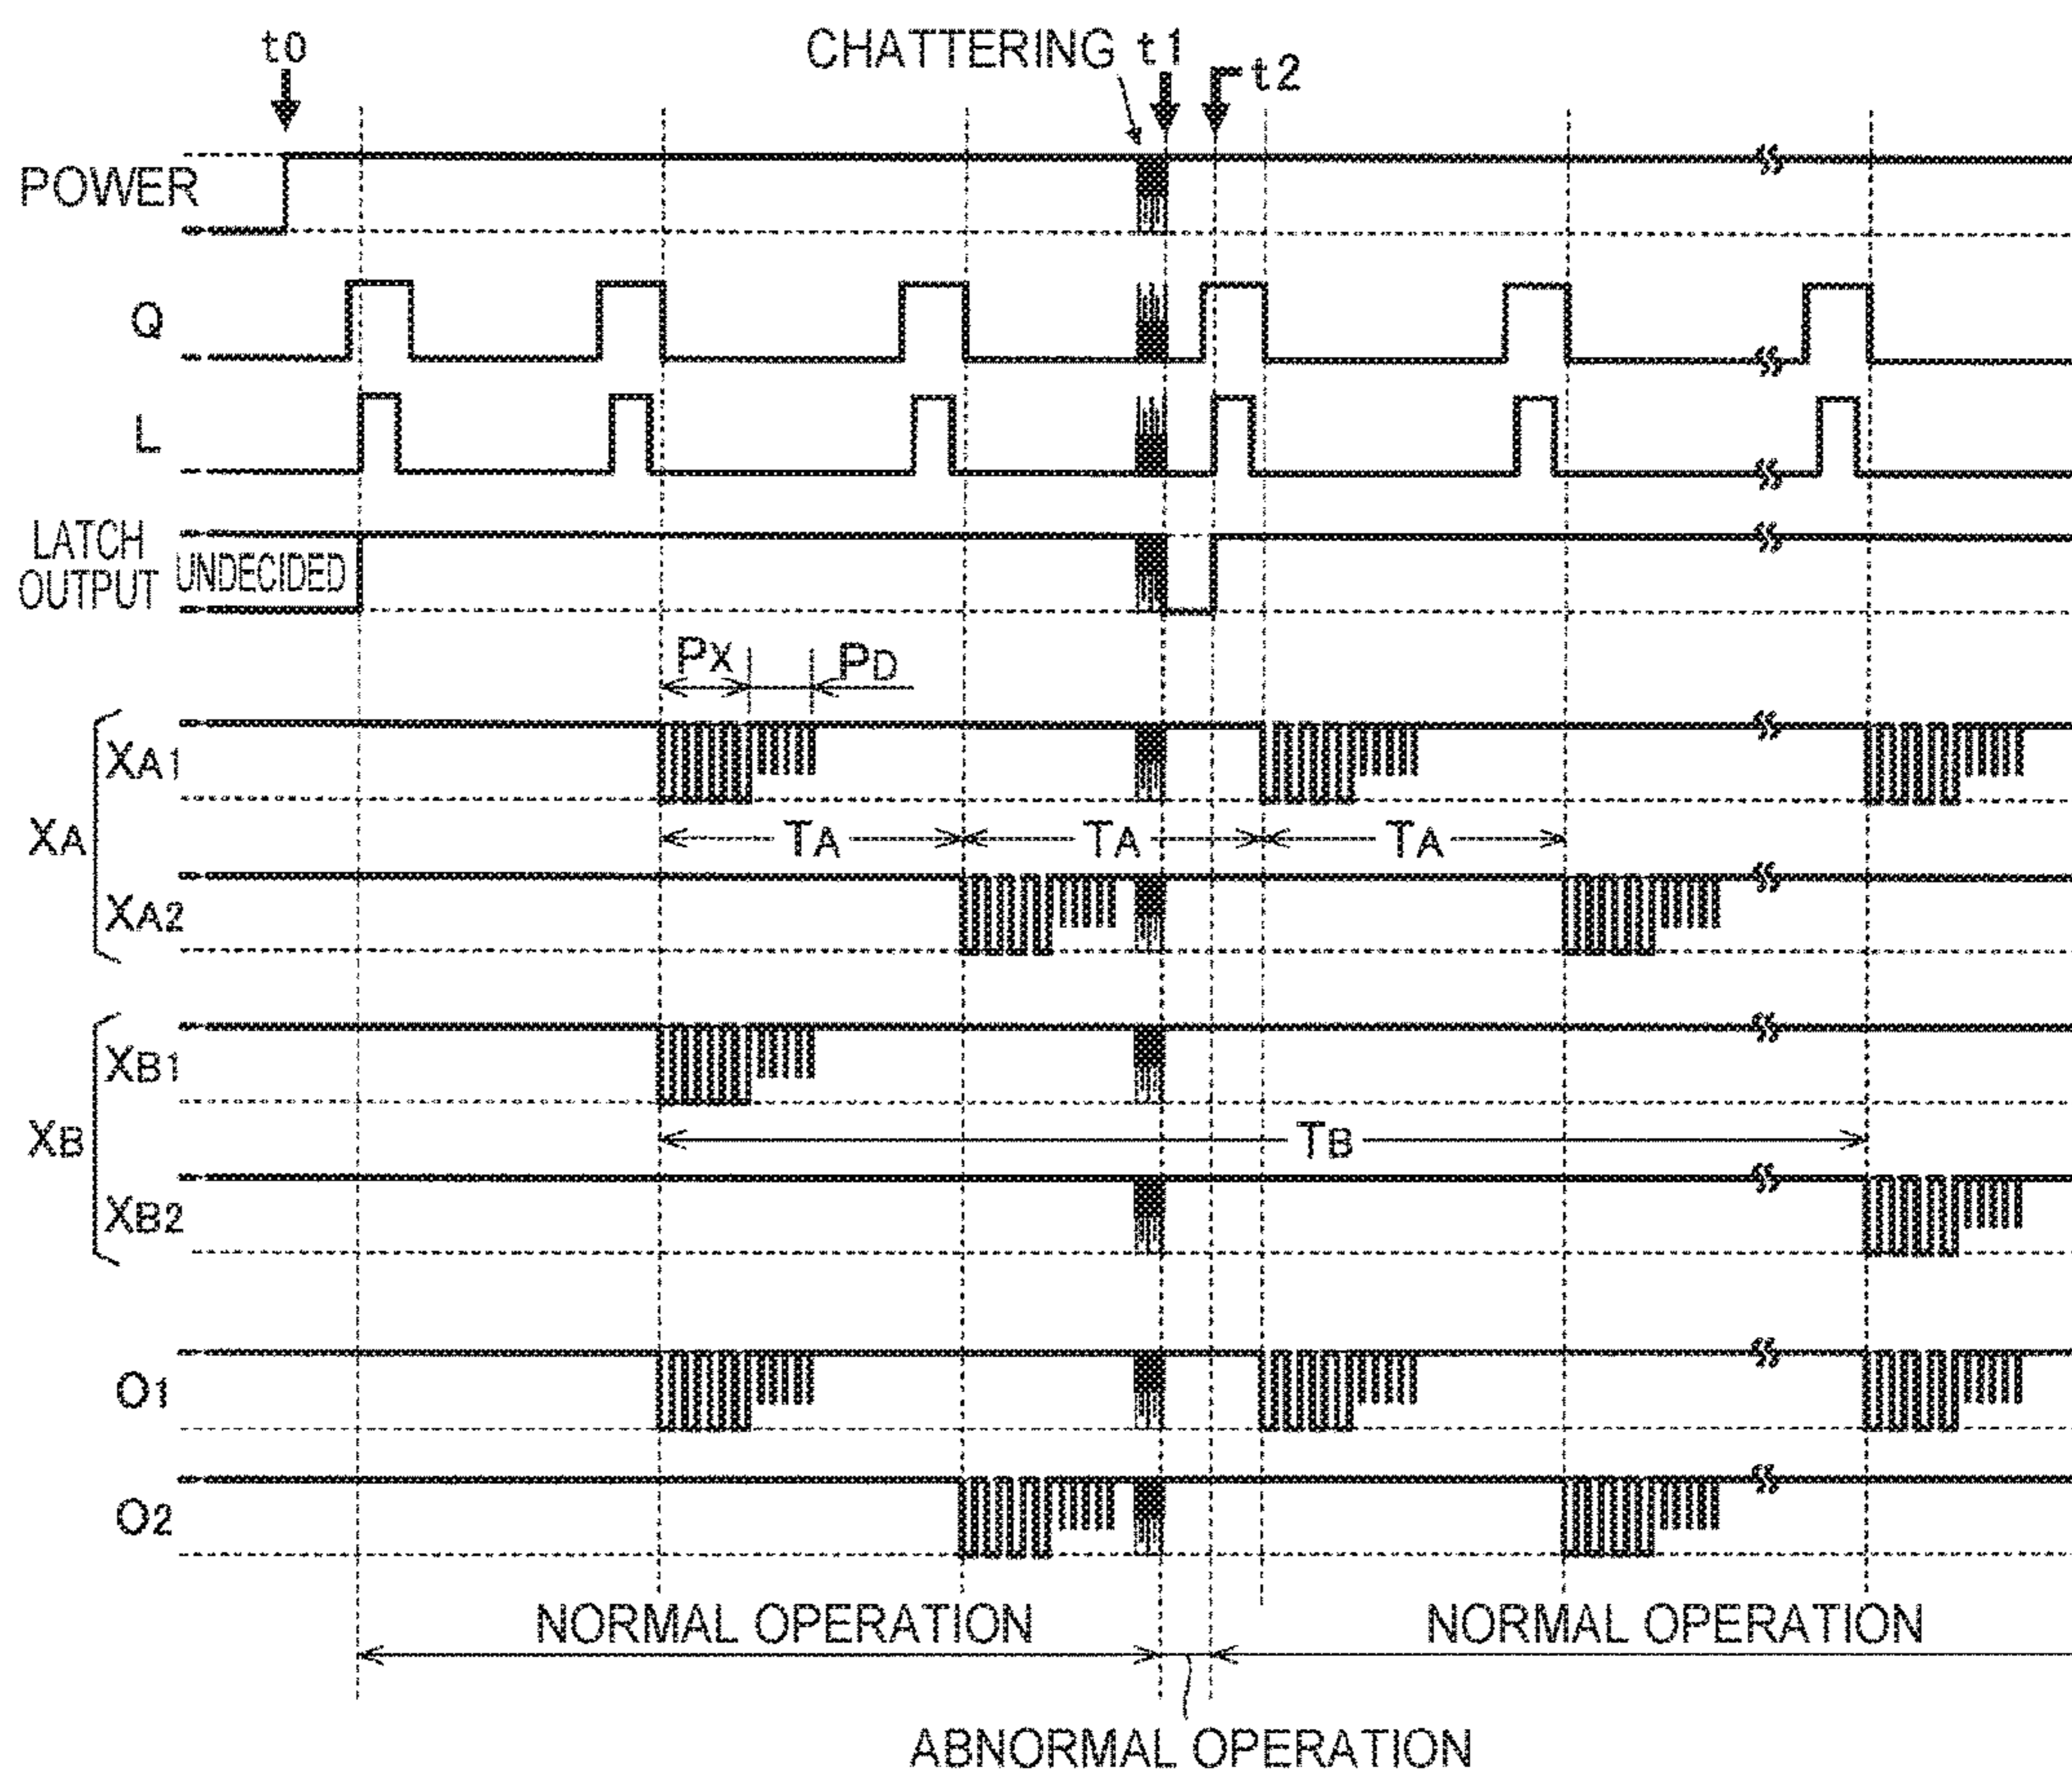 t0
CHATTERING t1
t2
POWER
Q
L
LATCH
OUTPUT
UNDECIDED
PX
PD
XA
XA1
TA
TA
TA
XA2
XB
XB1
TB
XB2
O1
O2
NORMAL OPERATION
NORMAL OPERATION
ABNORMAL OPERATION